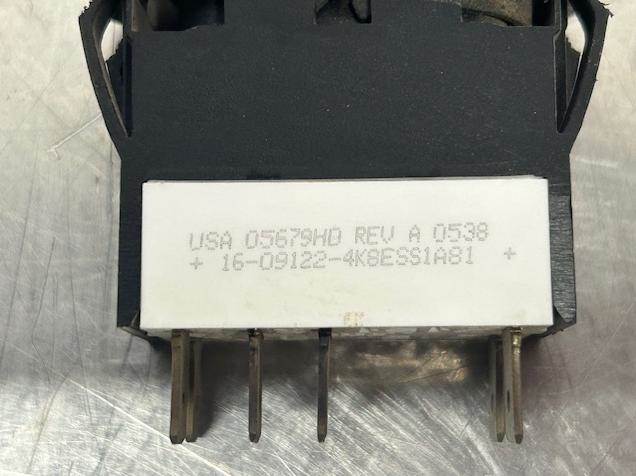 USA 05679HD REV A 0538
+ 16-09122-4K8ESS1A81 +